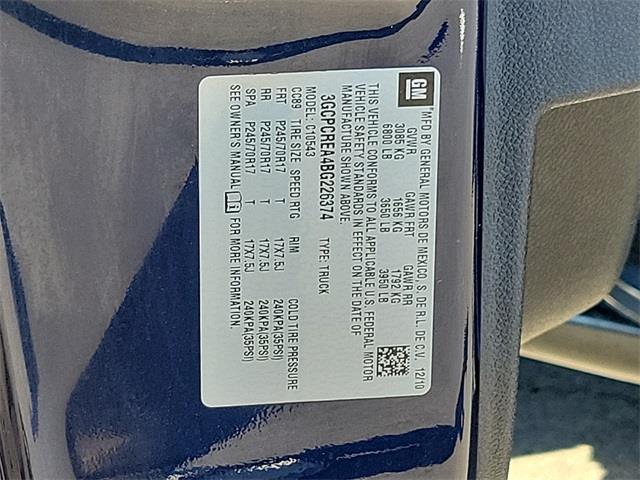 GM
MFD BY GENERAL MOTORS DE MEXICO, S. DE R.L. DE C.V. 12/10
GVWR GAWR FRT GAWR RR
3085 KG 1656 KG 1792 KG
6800 LB 3650 LB 3950 LB
THIS VEHICLE CONFORMS TO ALL APPLICABLE U.S. FEDERAL MOTOR
VEHICLE SAFETY STANDARDS IN EFFECT ON THE DATE OF
MANUFACTURE SHOWN ABOVE.
3GCPCREA4BG226374 TYPE: TRUCK
MODEL: C10543
CC89 TIRE SIZE SPEED RTG RIM COLD TIRE PRESSURE
FRT P245/70R17 T 17X7.5J 240KPA(35PSI)
RR P245/70R17 T 17X7.5J 240KPA(35PSI)
SPA P245/70R17 T 17X7.5J 240KPA(35PSI)
SEE OWNER'S MANUAL FOR MORE INFORMATION.